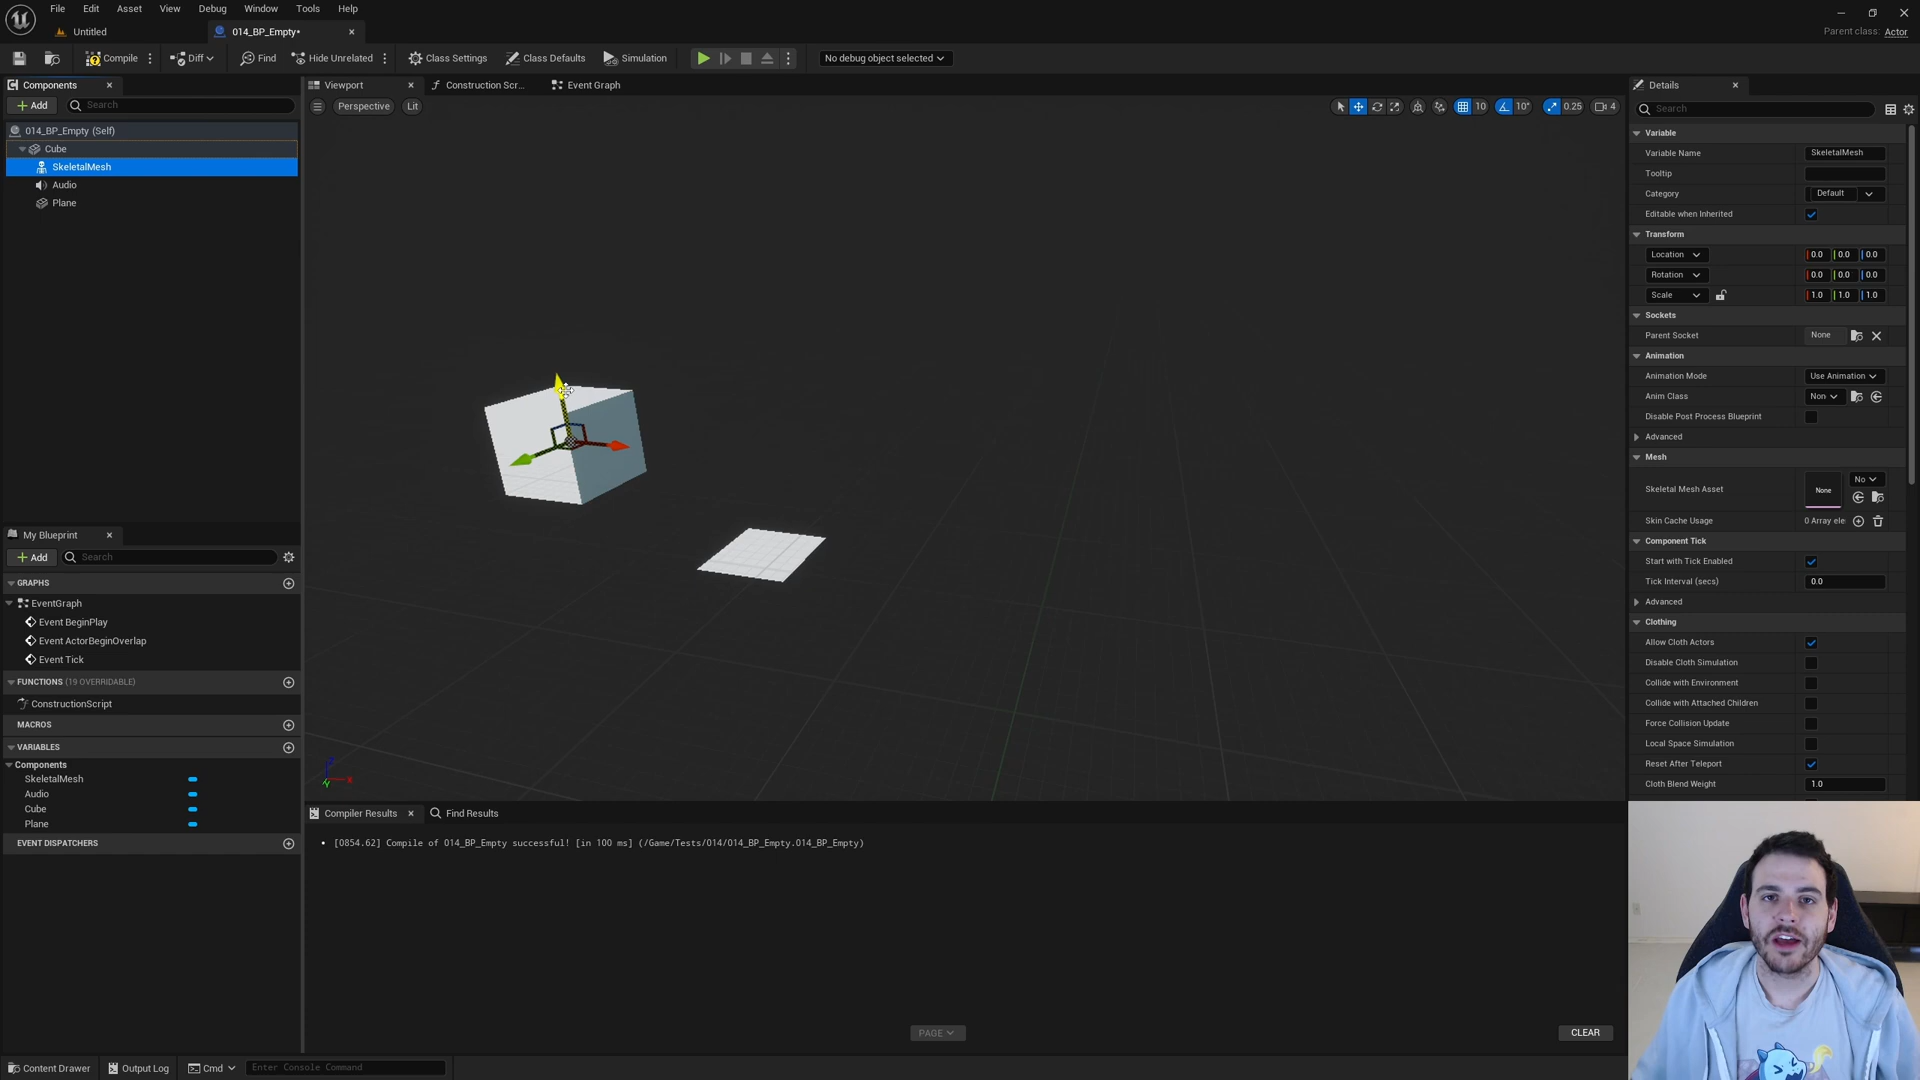 File Edit Asset View Debug Window Tools Help
Untitled
014_BP_Empty*
Parent class: Actor
Compile
Diff
Find
Hide Unrelated
Class Settings
Class Defaults
Simulation
No debug object selected
Components
Add
Search
014_BP_Empty (Self)
Cube
SkeletalMesh
Audio
Plane
My Blueprint
Add
Search
GRAPHS
EventGraph
Event BeginPlay
Event ActorBeginOverlap
Event Tick
FUNCTIONS (19 OVERRIDABLE)
ConstructionScript
MACROS
VARIABLES
Components
SkeletalMesh
Audio
Cube
Plane
EVENT DISPATCHERS
Viewport
Construction Scr...
Event Graph
Perspective
Lit
10
10°
0.25
4
Z
X
Y
Compiler Results
Find Results
[0854.62] Compile of 014_BP_Empty successful! [in 100 ms] (/Game/Tests/014/014_BP_Empty.014_BP_Empty)
PAGE
CLEAR
Details
Search
Variable
Variable Name SkeletalMesh
Tooltip
Category Default
Editable when Inherited
Transform
Location 0.0 0.0 0.0
Rotation 0.0 0.0 0.0
Scale 1.0 1.0 1.0
Sockets
Parent Socket None
Animation
Animation Mode Use Animation
Anim Class Non
Disable Post Process Blueprint
Advanced
Mesh
Skeletal Mesh Asset None No
Skin Cache Usage 0 Array ele
Component Tick
Start with Tick Enabled
Tick Interval (secs) 0.0
Advanced
Clothing
Allow Cloth Actors
Disable Cloth Simulation
Collide with Environment
Collide with Attached Children
Force Collision Update
Local Space Simulation
Reset After Teleport
Cloth Blend Weight 1.0
Content Drawer
Output Log
Cmd
Enter Console Command